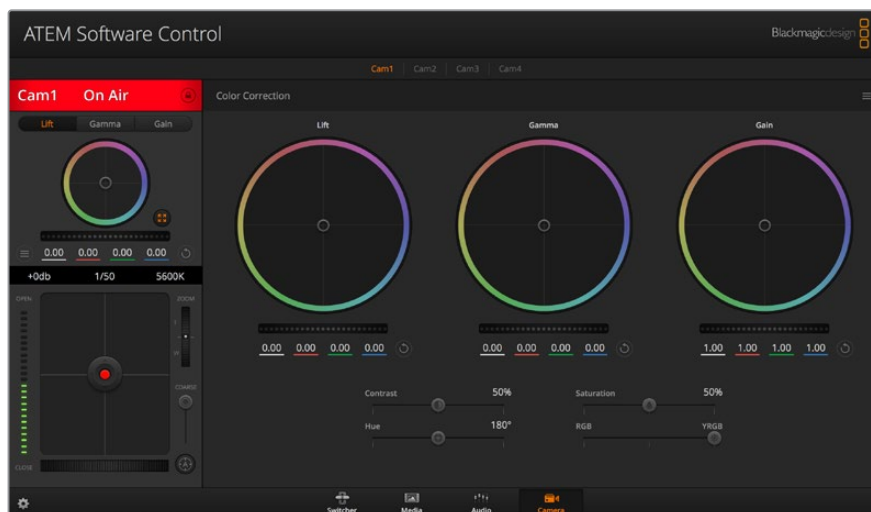 ATEM Software Control
Blackmagicdesign
Cam1 Cam2 Cam3 Cam4
Cam1 On Air
Color Correction
Lift Gamma Gain
0.00 0.00 0.00 0.00
+0db 1/50 5600K
OPEN
ZOOM
T
W
COARSE
CLOSE
Lift Gamma Gain
0.00 0.00 0.00 0.00
0.00 0.00 0.00 0.00
1.00 1.00 1.00 1.00
Contrast 50%
Saturation 50%
Hue 180°
RGB YRGB
Switcher Media Audio Camera